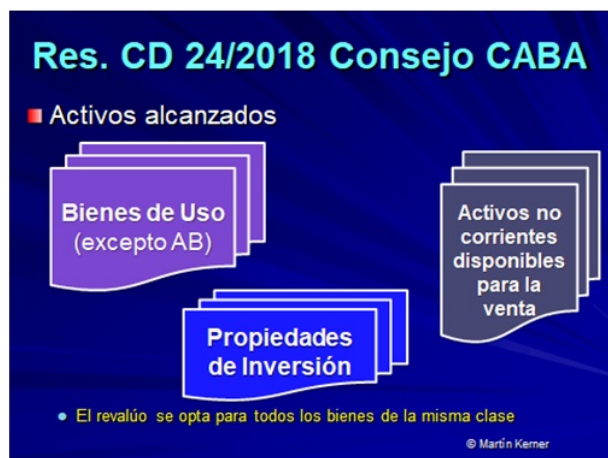 Res. CD 24/2018 Consejo CABA
Activos alcanzados
Bienes de Uso
(excepto AB)
Activos no
corrientes
disponibles
para la
venta
Propiedades
de Inversión
El revalúo se opta para todos los bienes de la misma clase
© Martín Kerner